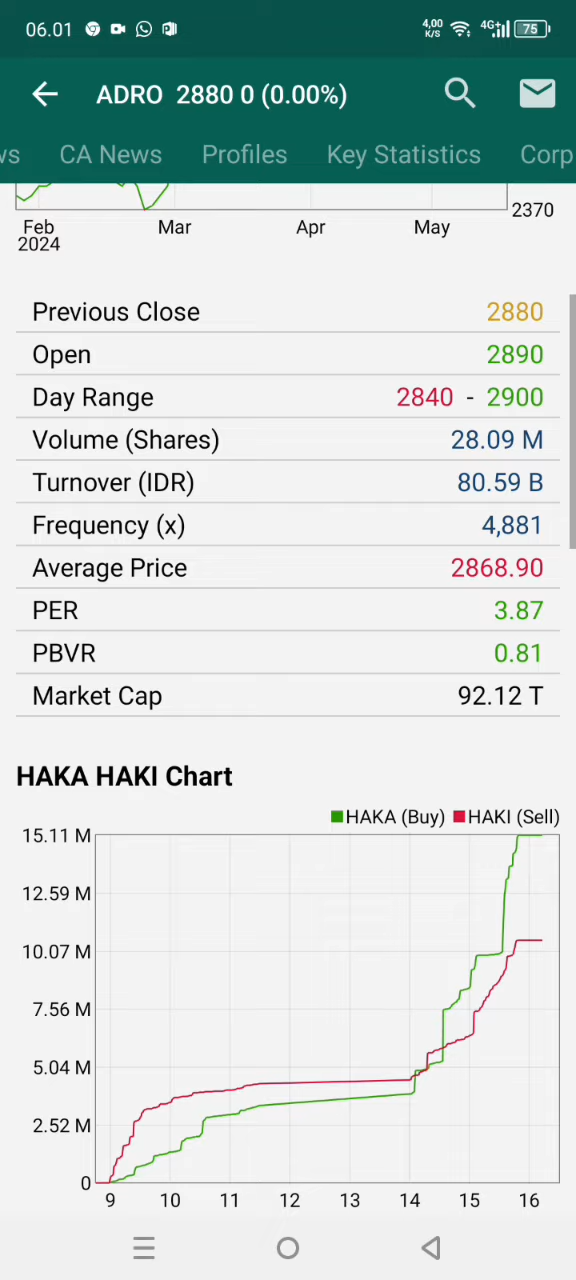 06.01 4,00 K/S 4G+ 75
ADRO 2880 0 (0.00%)
vs CA News Profiles Key Statistics Corp
2370
Feb Mar Apr May
2024
Previous Close 2880
Open 2890
Day Range 2840 - 2900
Volume (Shares) 28.09 M
Turnover (IDR) 80.59 B
Frequency (x) 4,881
Average Price 2868.90
PER 3.87
PBVR 0.81
Market Cap 92.12 T
HAKA HAKI Chart
HAKA (Buy) HAKI (Sell)
15.11 M
12.59 M
10.07 M
7.56 M
5.04 M
2.52 M
0
9 10 11 12 13 14 15 16